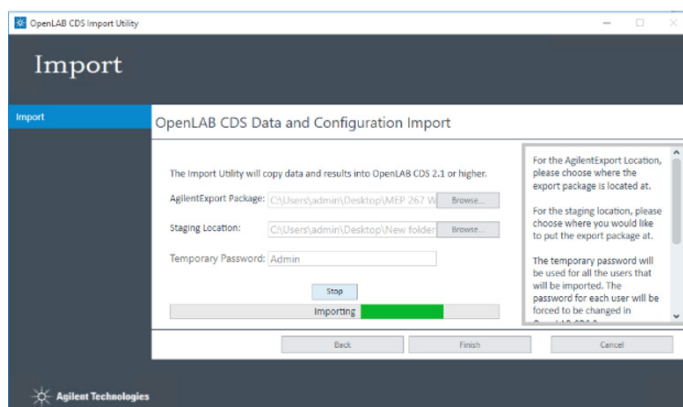 OpenLAB CDS Import Utility
Import
Import
OpenLAB CDS Data and Configuration Import
The Import Utility will copy data and results into OpenLAB CDS 2.1 or higher.
AgilentExport Package: C:\Users\admin\Desktop\MEP 267 W Browse...
Staging Location: C:\Users\admin\Desktop\New folder Browse...
Temporary Password: Admin
Stop
Importing
For the AgilentExport Location,
please choose where the
export package is located at.
For the staging location, please
choose where you would like
to put the export package at.
The temporary password will
be used for all the users that
will be imported. The
password for each user will be
forced to be changed in
Back Finish Cancel
Agilent Technologies